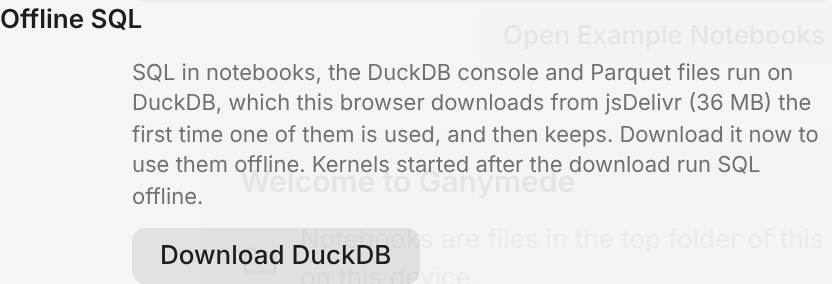 Offline SQL
Open Example Notebooks
SQL in notebooks, the DuckDB console and Parquet files run on
DuckDB, which this browser downloads from jsDelivr (36 MB) the
first time one of them is used, and then keeps. Download it now to
use them offline. Kernels started after the download run SQL
offline.
Welcome to Ganymede
Download DuckDB
Notebooks are files in the top folder of this
on this device.